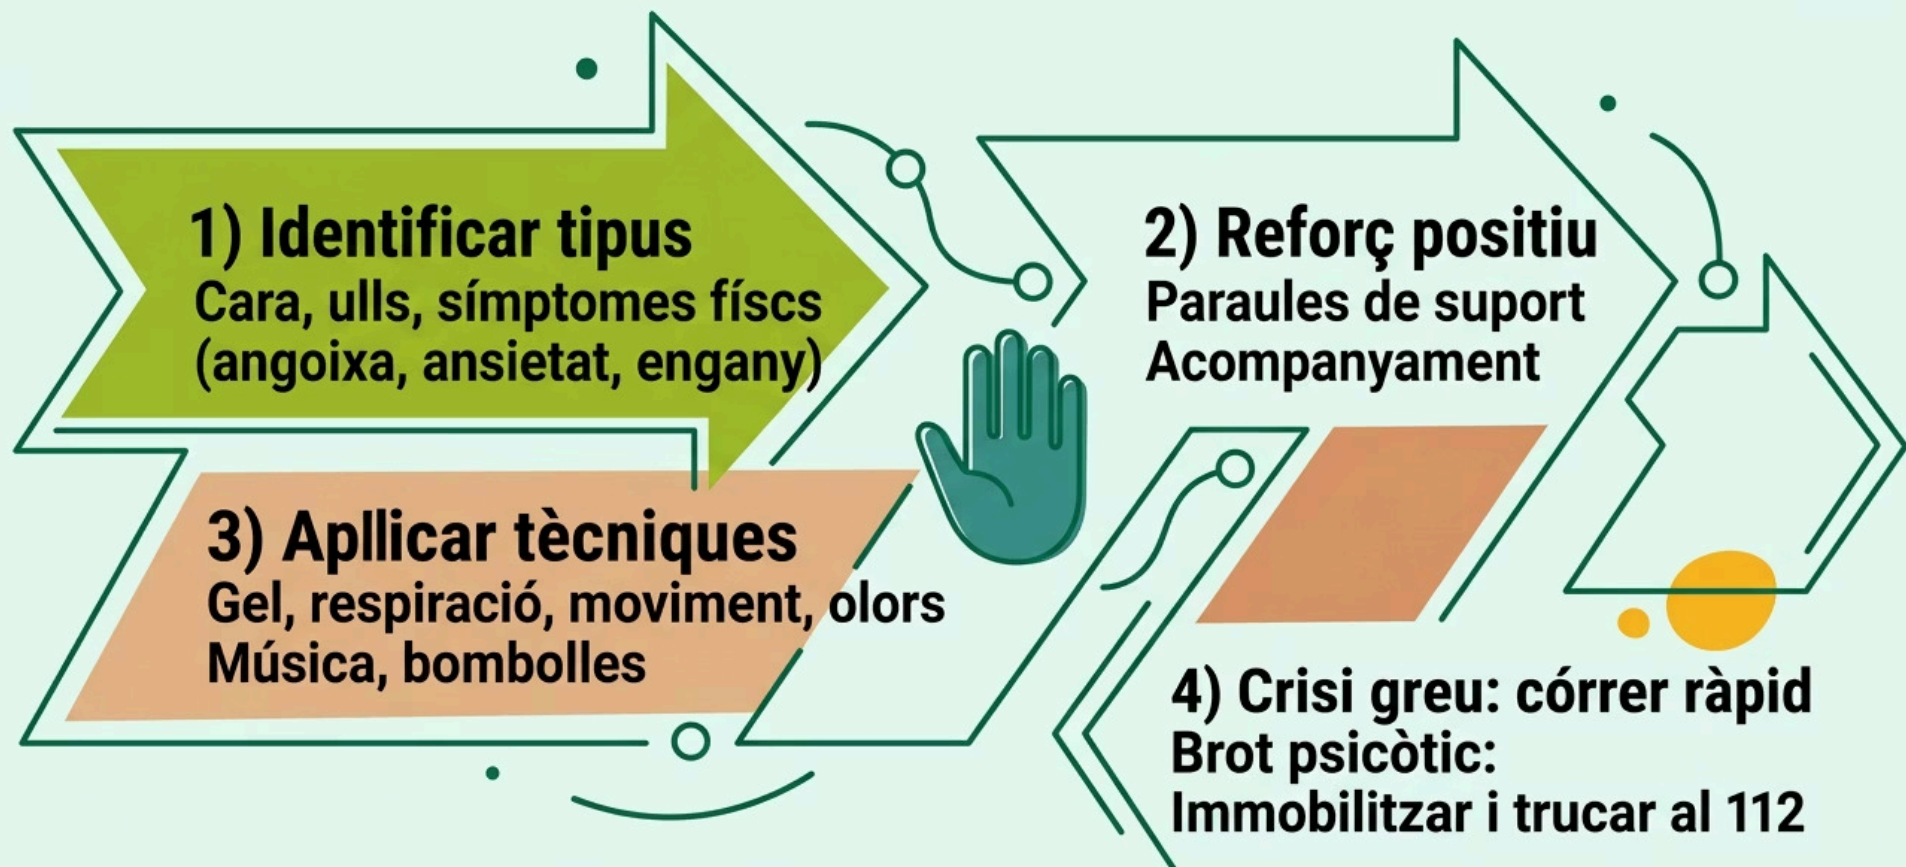 1) Identificar tipus
Cara, ulls, símptomes físcs
(angoixa, ansietat, engany)
2) Reforç positiu
Paraules de suport
Acompanyament
3) Apllicar tècniques
Gel, respiració, moviment, olors
Música, bombolles
4) Crisi greu: córrer ràpid
Brot psicòtic:
Immobilitzar i trucar al 112